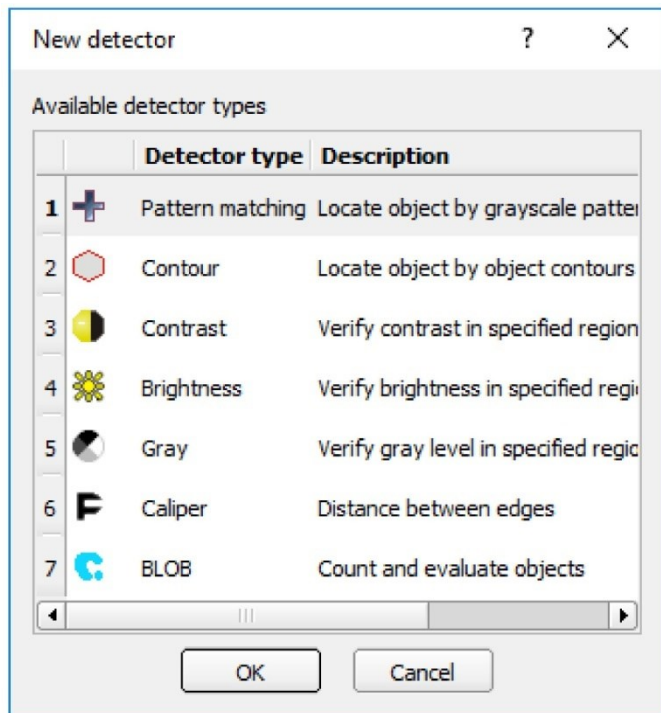 New detector
Available detector types
Detector type Description
1 Pattern matching Locate object by grayscale patter
2 Contour Locate object by object contours
3 Contrast Verify contrast in specified region
4 Brightness Verify brightness in specified regi
5 Gray Verify gray level in specified regio
6 Caliper Distance between edges
7 BLOB Count and evaluate objects
OK Cancel